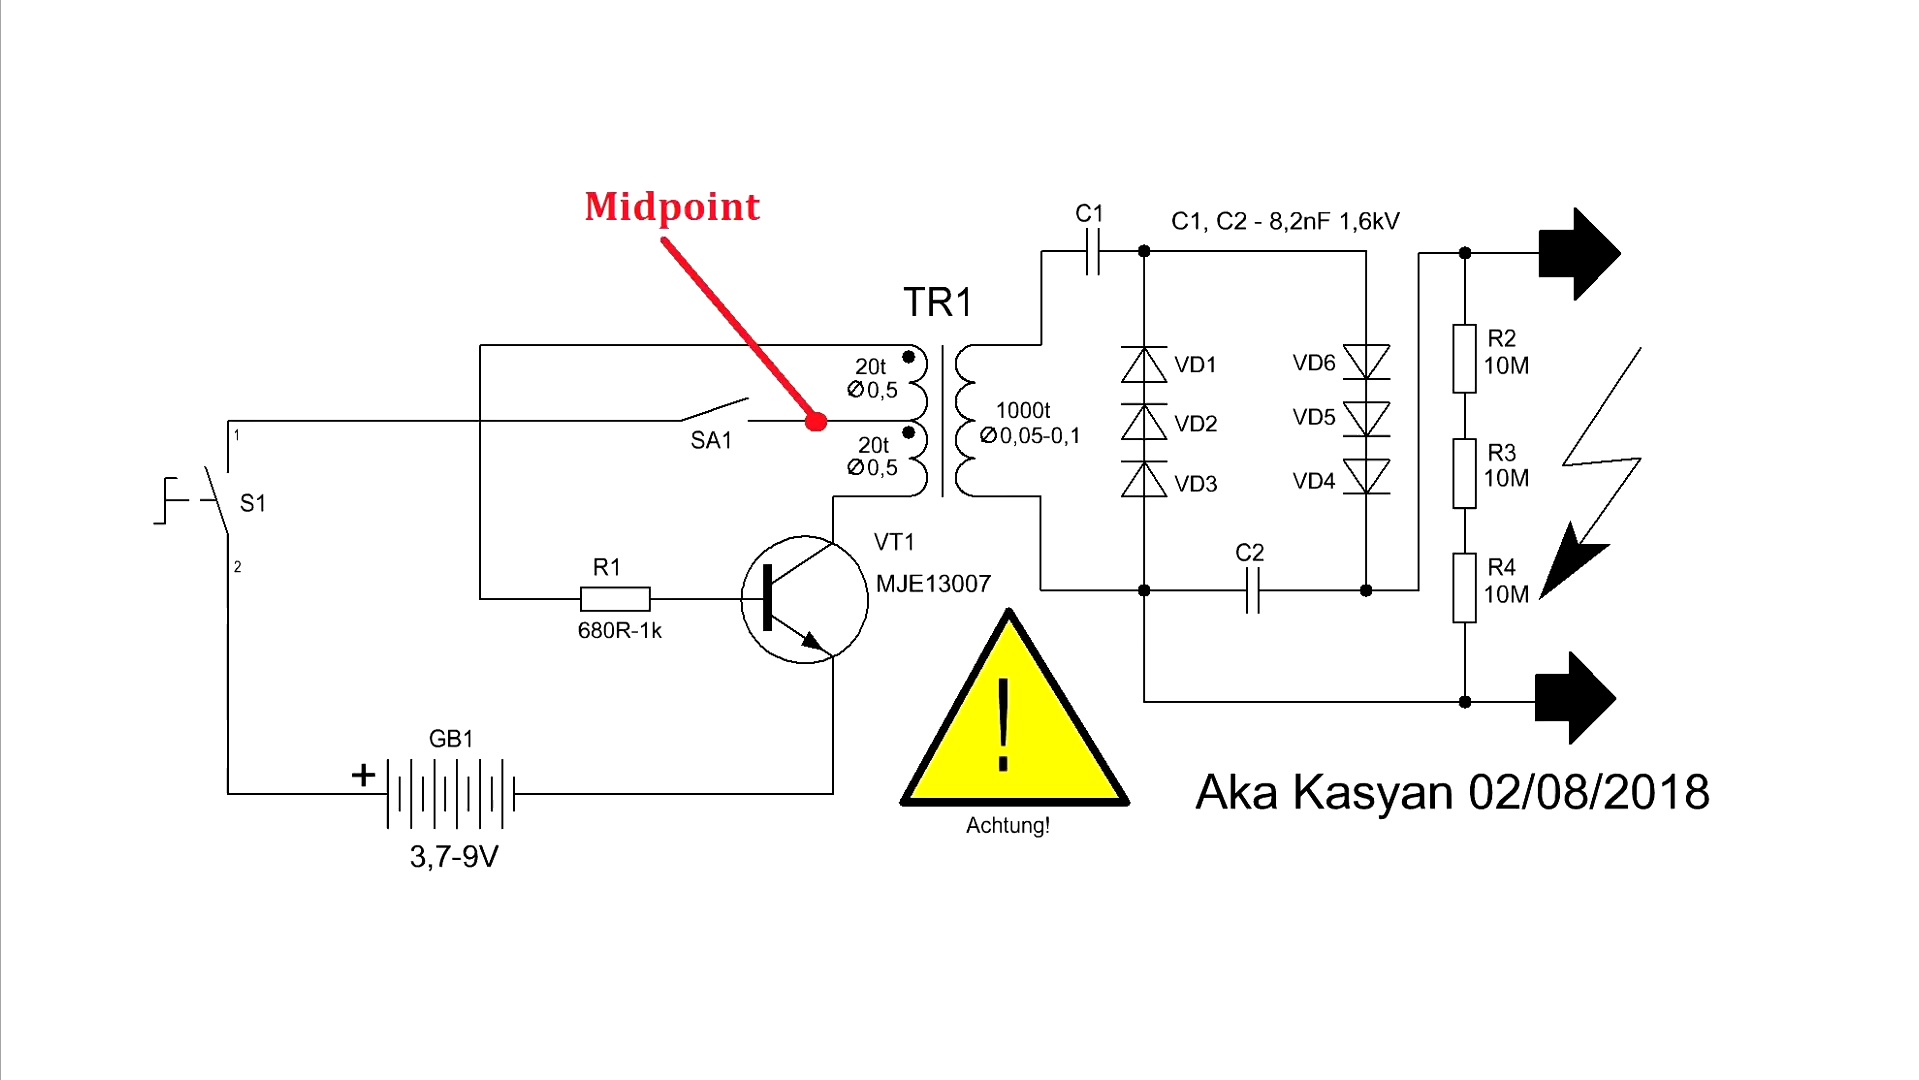 Midpoint
C1
C1, C2 - 8,2nF 1,6kV
TR1
20t
Ø0,5
1000t
Ø0,05-0,1
20t
Ø0,5
SA1
1
S1
2
VD1
VD2
VD3
VD6
VD5
VD4
R2
10M
R3
10M
R4
10M
C2
VT1
MJE13007
R1
680R-1k
!
Achtung!
GB1
+
3,7-9V
Aka Kasyan 02/08/2018